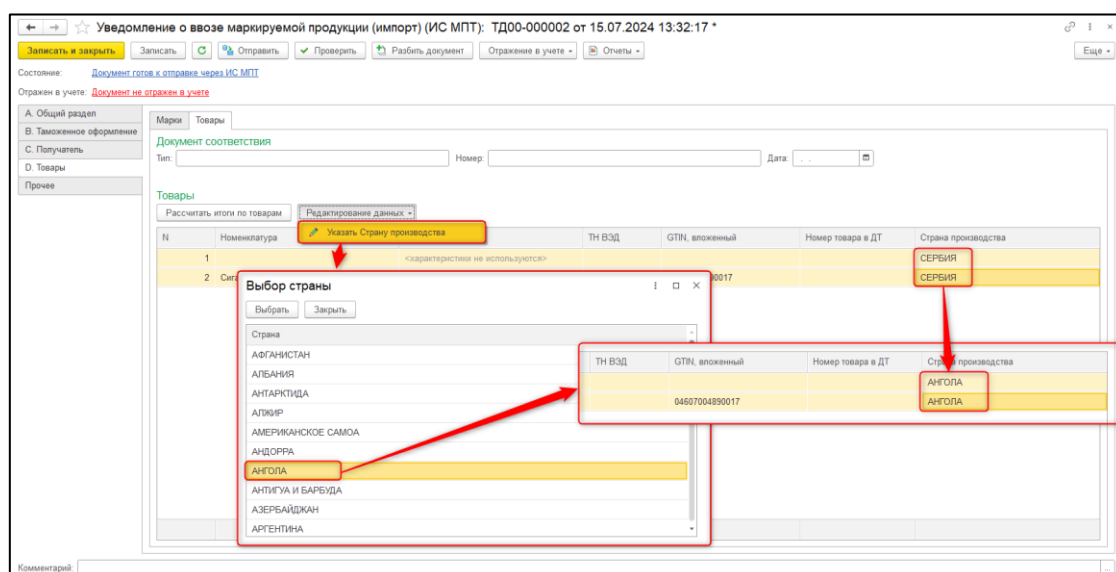 Уведомление о ввозе маркируемой продукции (импорт) (ИС МПТ): ТД00-000002 от 15.07.2024 13:32:17 *
Записать и закрыть Записать Отправить Проверить Разбить документ Отражение в учете Отчеты Еще
Состояние: Документ готов к отправке через ИС МПТ
Отражен в учете: Документ не отражен в учете
A. Общий раздел
B. Таможенное оформление
C. Получатель
D. Товары
Прочее
Марки Товары
Документ соответствия
Тип: Номер: Дата: . .
Товары
Рассчитать итоги по товарам Редактирование данных
Указать Страну производства
N Номенклатура ТН ВЭД GTIN, вложенный Номер товара в ДТ Страна производства
1 <характеристики не используются> СЕРБИЯ
2 СЕРБИЯ
Выбор страны
Выбрать Закрыть
Страна
АФГАНИСТАН
АЛБАНИЯ
АНТАРКТИДА
АЛЖИР
АМЕРИКАНСКОЕ САМОА
АНДОРРА
АНГОЛА
АНТИГУА И БАРБУДА
АЗЕРБАЙДЖАН
АРГЕНТИНА
ТН ВЭД GTIN, вложенный Номер товара в ДТ производства
АНГОЛА
04607004890017 АНГОЛА
Комментарий: